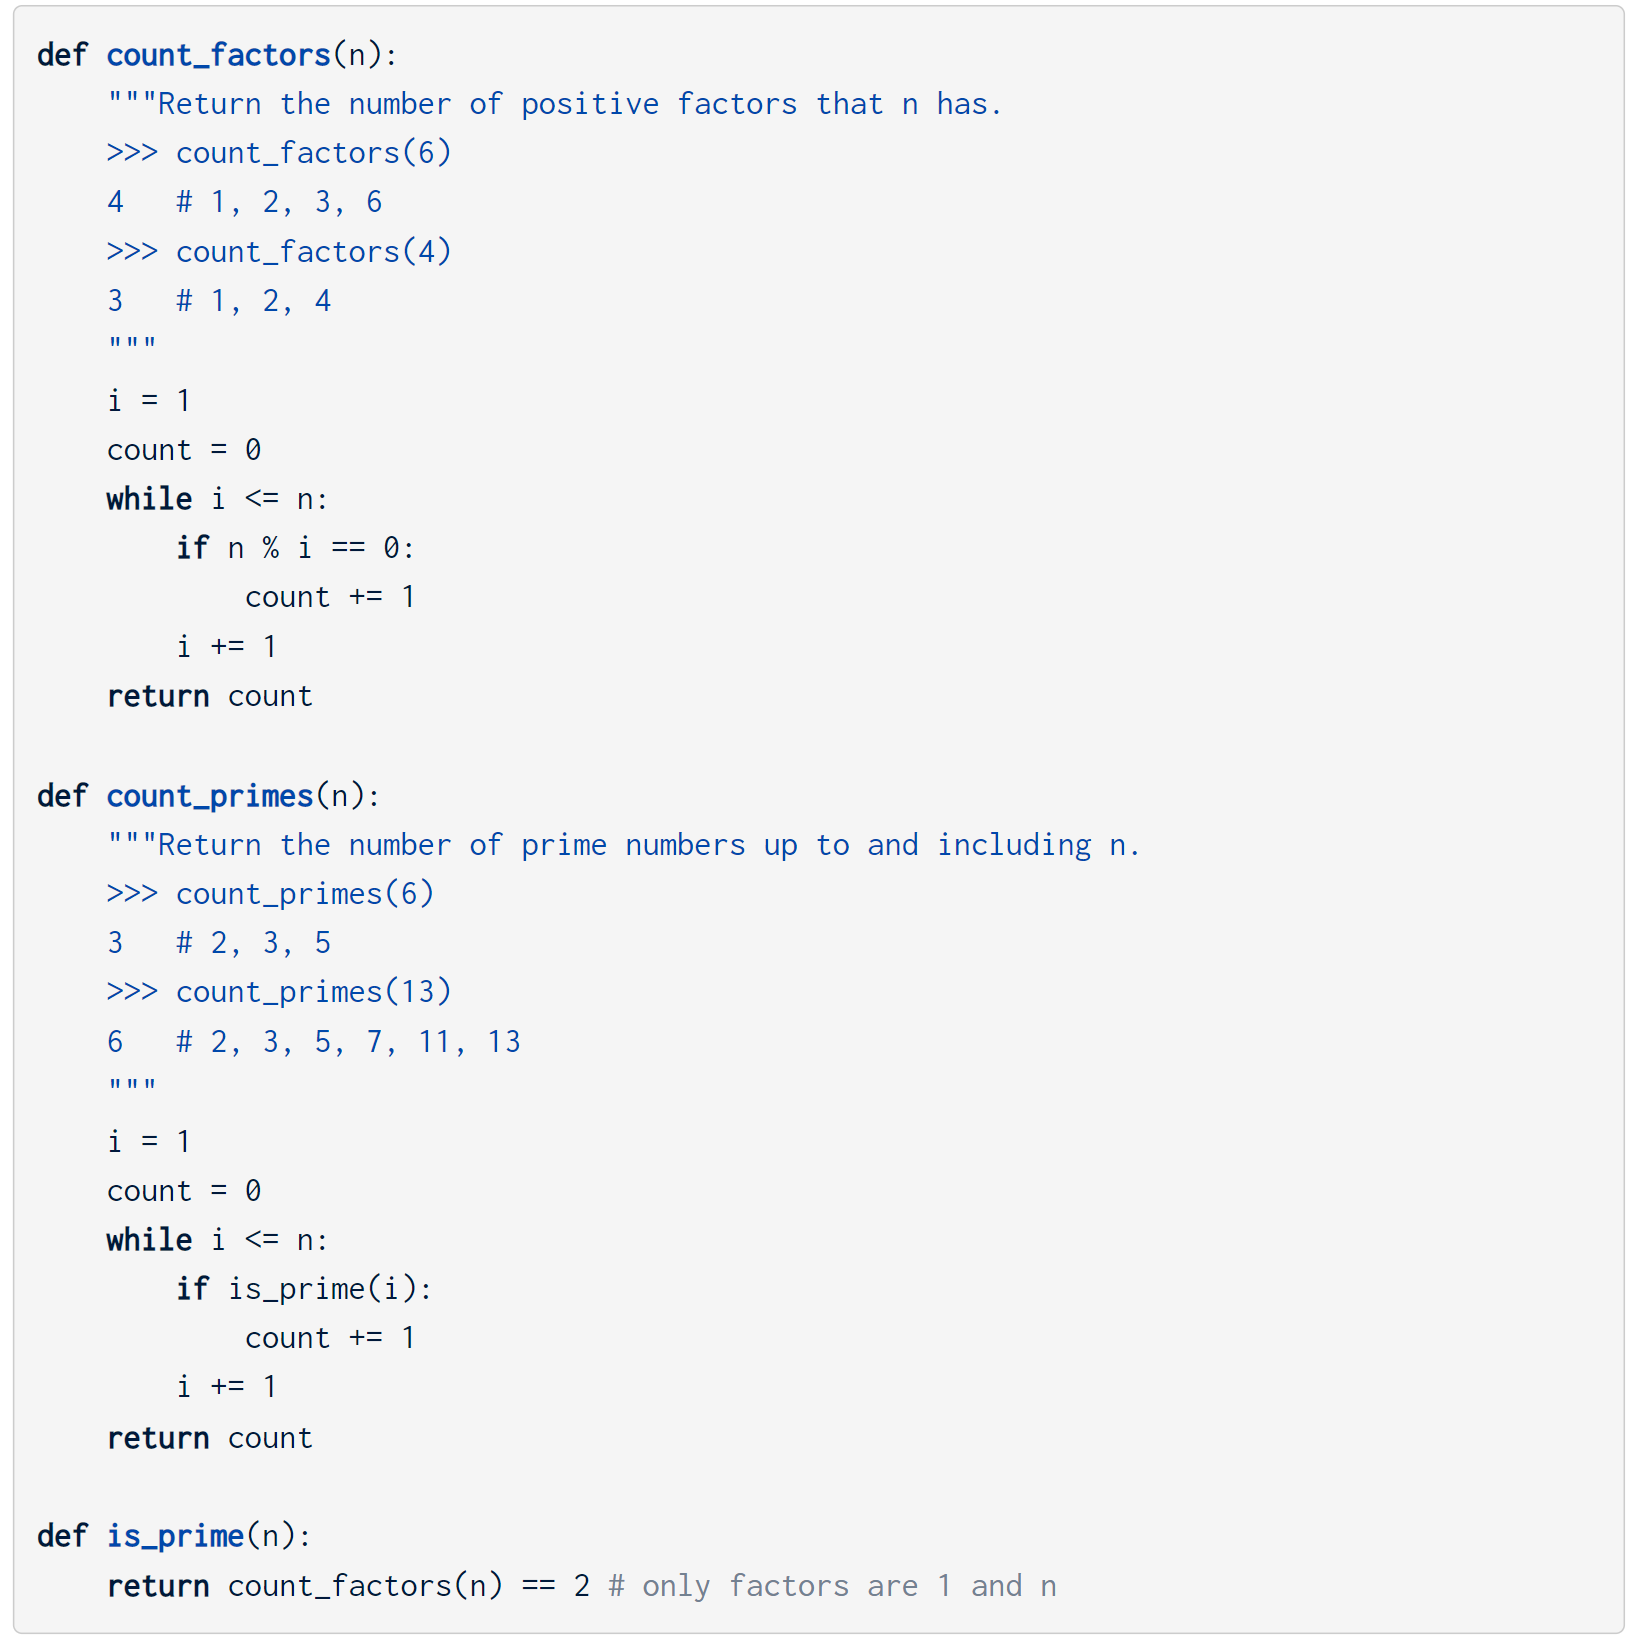 def count_factors(n):
    """Return the number of positive factors that n has.
    >>> count_factors(6)
    4   # 1, 2, 3, 6
    >>> count_factors(4)
    3   # 1, 2, 4
    """
    i = 1
    count = 0
    while i <= n:
        if n % i == 0:
            count += 1
        i += 1
    return count

def count_primes(n):
    """Return the number of prime numbers up to and including n.
    >>> count_primes(6)
    3   # 2, 3, 5
    >>> count_primes(13)
    6   # 2, 3, 5, 7, 11, 13
    """
    i = 1
    count = 0
    while i <= n:
        if is_prime(i):
            count += 1
        i += 1
    return count

def is_prime(n):
    return count_factors(n) == 2 # only factors are 1 and n